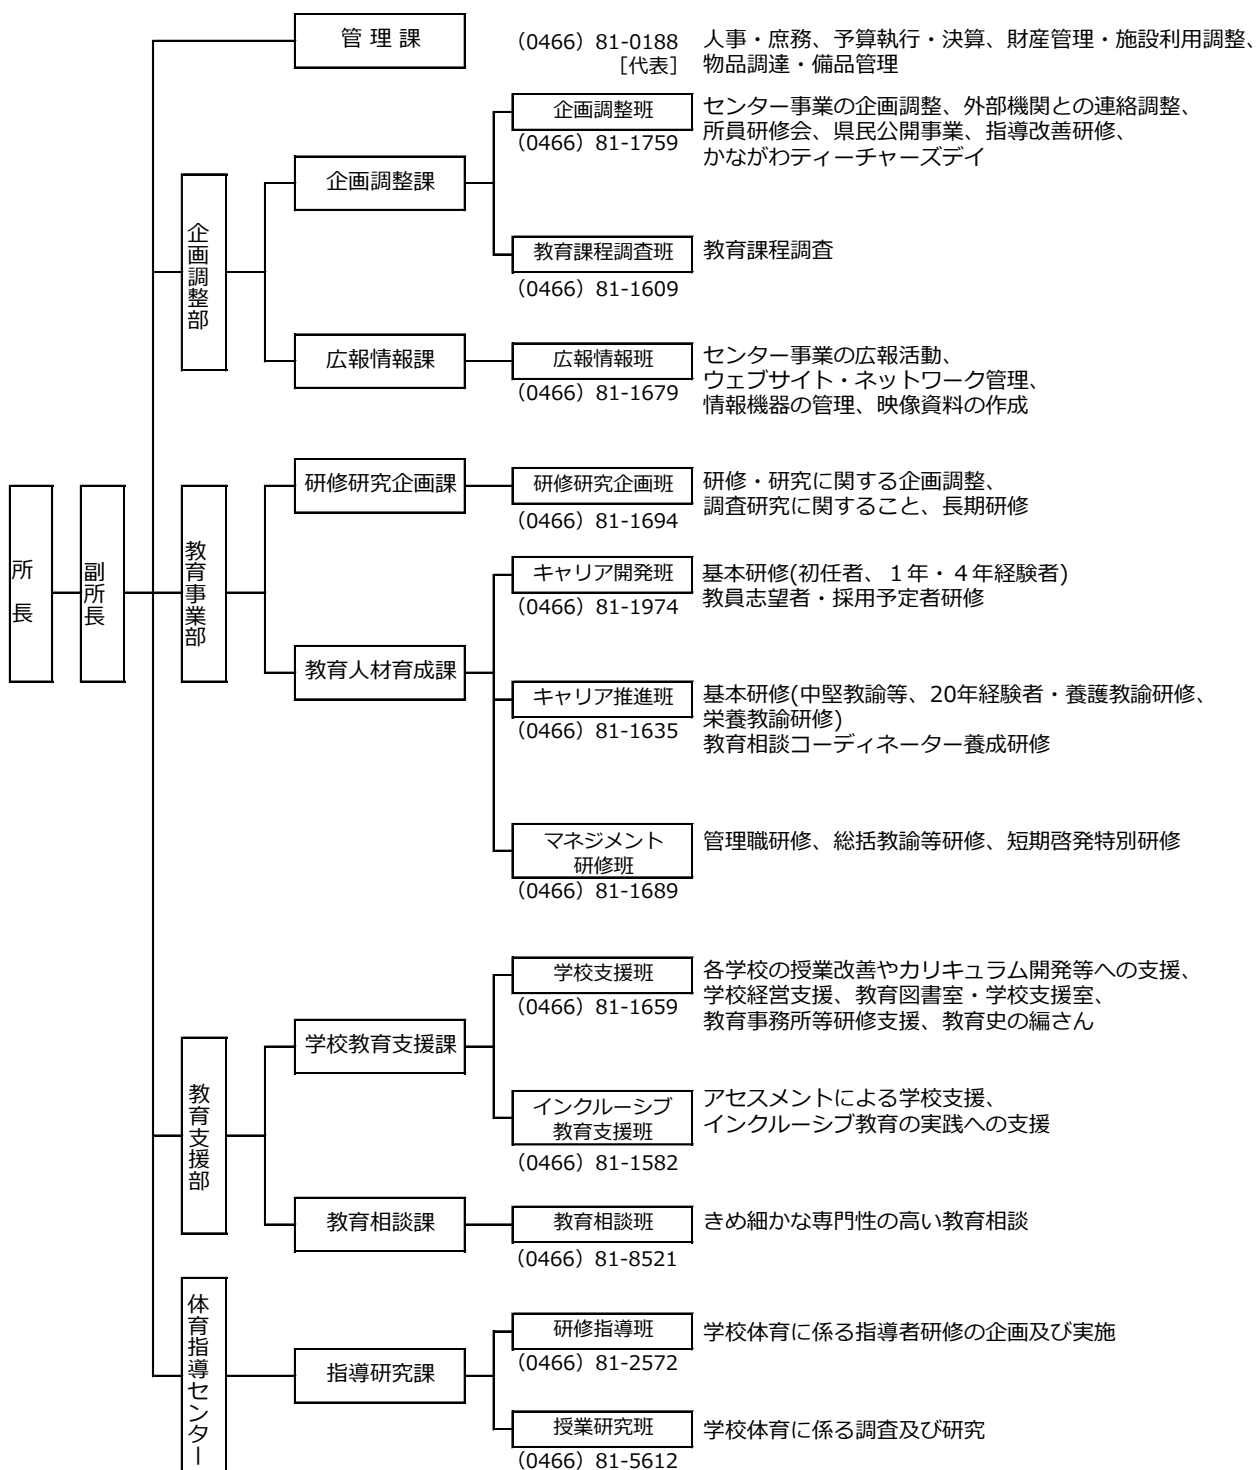 所長
副所長
管理課
(0466) 81-0188
[代表]
人事・庶務、予算執行・決算、財産管理・施設利用調整、
物品調達・備品管理
企画調整部
企画調整課
企画調整班
(0466) 81-1759
センター事業の企画調整、外部機関との連絡調整、
所員研修会、県民公開事業、指導改善研修、
かながわティーチャーズデイ
教育課程調査班
(0466) 81-1609
教育課程調査
広報情報課
広報情報班
(0466) 81-1679
センター事業の広報活動、
ウェブサイト・ネットワーク管理、
情報機器の管理、映像資料の作成
教育事業部
研修研究企画課
研修研究企画班
(0466) 81-1694
研修・研究に関する企画調整、
調査研究に関すること、長期研修
教育人材育成課
キャリア開発班
(0466) 81-1974
基本研修(初任者、1年・4年経験者)
教員志望者・採用予定者研修
キャリア推進班
(0466) 81-1635
基本研修(中堅教諭等、20年経験者・養護教諭研修、
栄養教諭研修)
教育相談コーディネーター養成研修
マネジメント
研修班
(0466) 81-1689
管理職研修、総括教諭等研修、短期啓発特別研修
教育支援部
学校教育支援課
学校支援班
(0466) 81-1659
各学校の授業改善やカリキュラム開発等への支援、
学校経営支援、教育図書室・学校支援室、
教育事務所等研修支援、教育史の編さん
インクルーシブ
教育支援班
(0466) 81-1582
アセスメントによる学校支援、
インクルーシブ教育の実践への支援
教育相談課
教育相談班
(0466) 81-8521
きめ細かな専門性の高い教育相談
体育指導センター
指導研究課
研修指導班
(0466) 81-2572
学校体育に係る指導者研修の企画及び実施
授業研究班
(0466) 81-5612
学校体育に係る調査及び研究